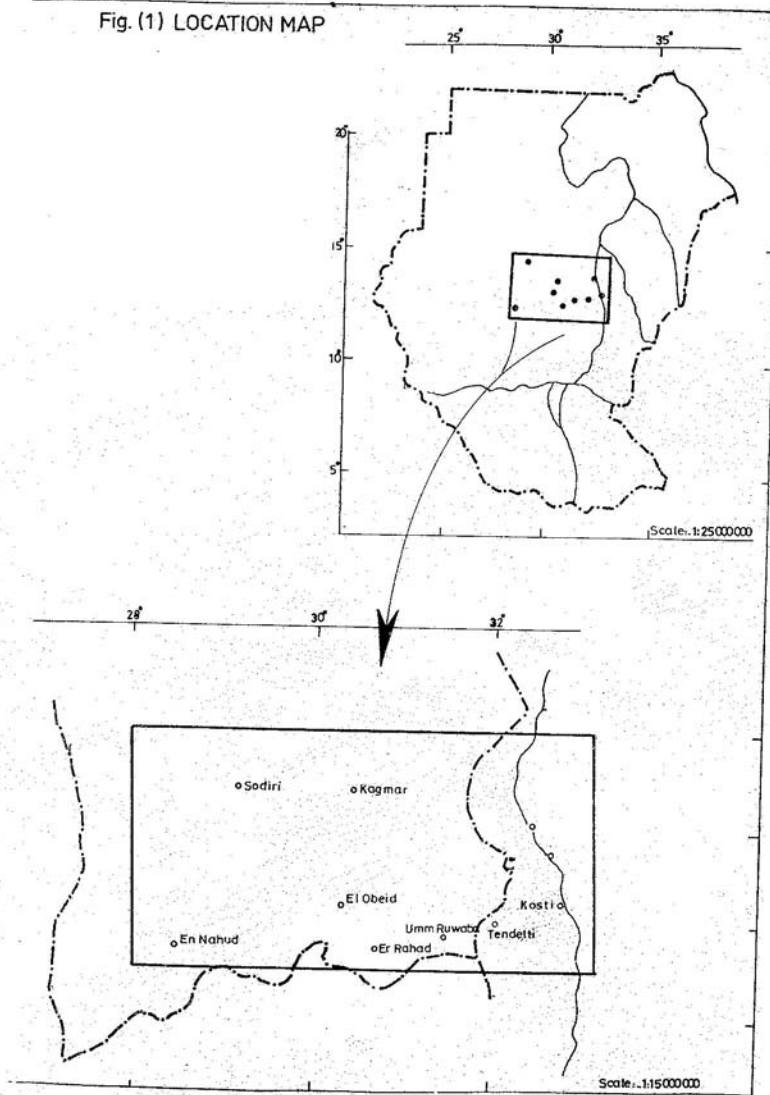 Fig. (1) LOCATION MAP
25° 30° 35°
20°
15°
10°
5°
Scale:. 1:25000000
28° 30° 32°
Sodiri Kagmar
El Obeid Kosti
Umm Ruwaba Tendelti
En Nahud Er Rahad
Scale:. 1:15000000